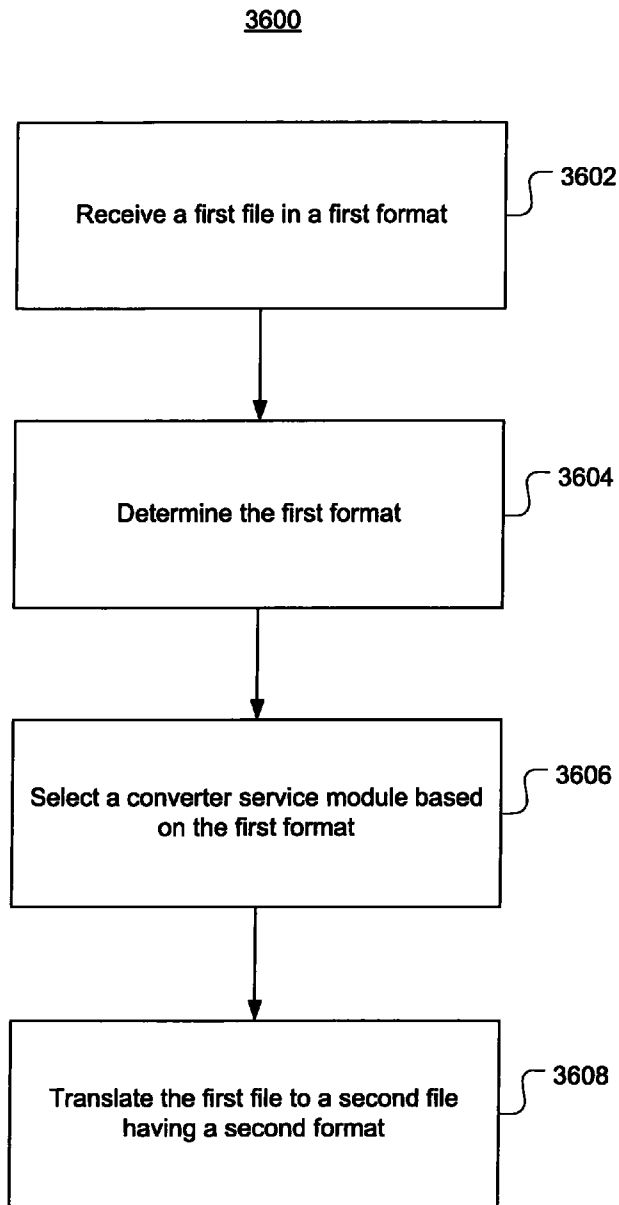 3600
Receive a first file in a first format
3602
Determine the first format
3604
Select a converter service module based
on the first format
3606
Translate the first file to a second file
having a second format
3608